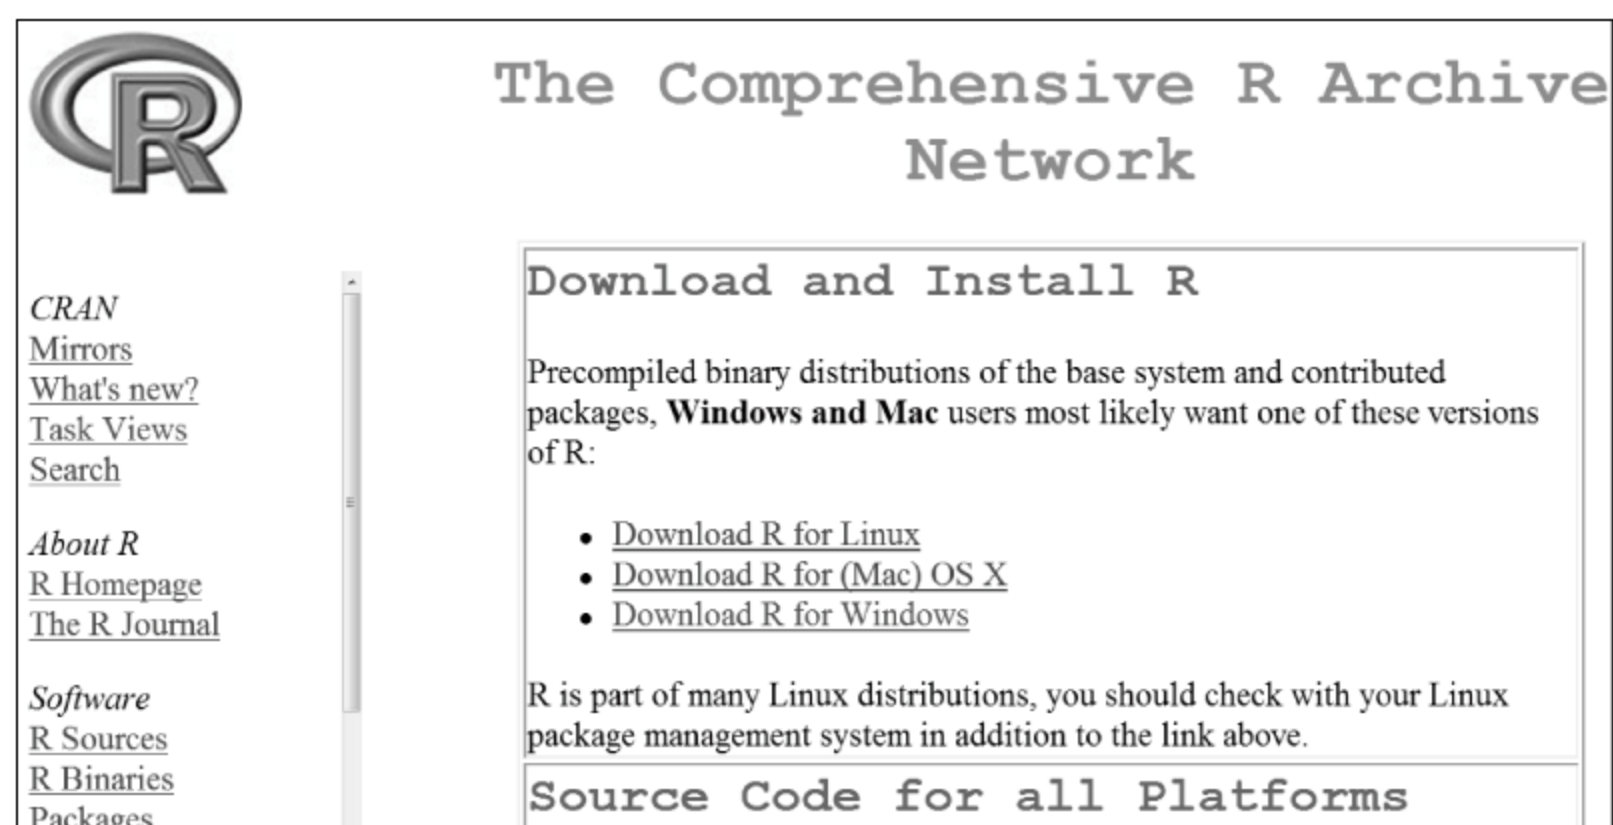 R
The Comprehensive R Archive
Network
CRAN
Mirrors
What's new?
Task Views
Search
About R
R Homepage
The R Journal
Software
R Sources
R Binaries
Packages
Download and Install R
Precompiled binary distributions of the base system and contributed
packages, Windows and Mac users most likely want one of these versions
of R:
• Download R for Linux
• Download R for (Mac) OS X
• Download R for Windows
R is part of many Linux distributions, you should check with your Linux
package management system in addition to the link above.
Source Code for all Platforms